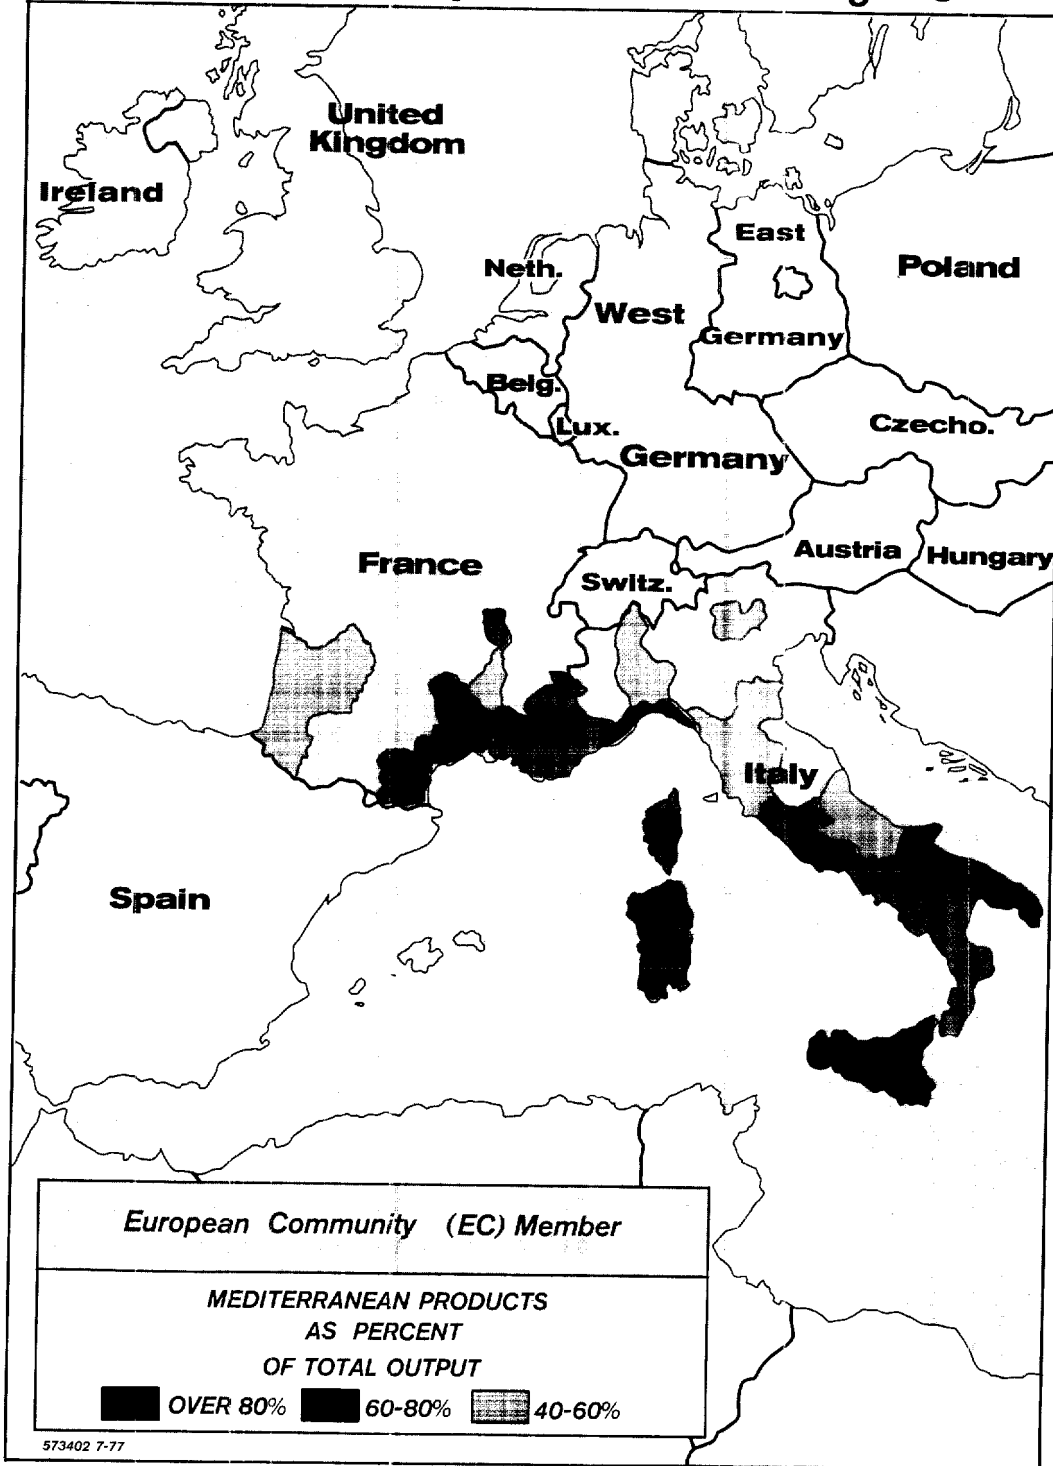 United
Kingdom
Ireland
East
Neth.
Poland
West
Germany
Belg.
Lux.
Czecho.
Germany
France
Austria
Hungary
Switz.
Italy
Spain
European Community (EC) Member
MEDITERRANEAN PRODUCTS
AS PERCENT
OF TOTAL OUTPUT
OVER 80%
60-80%
40-60%
573402 7-77